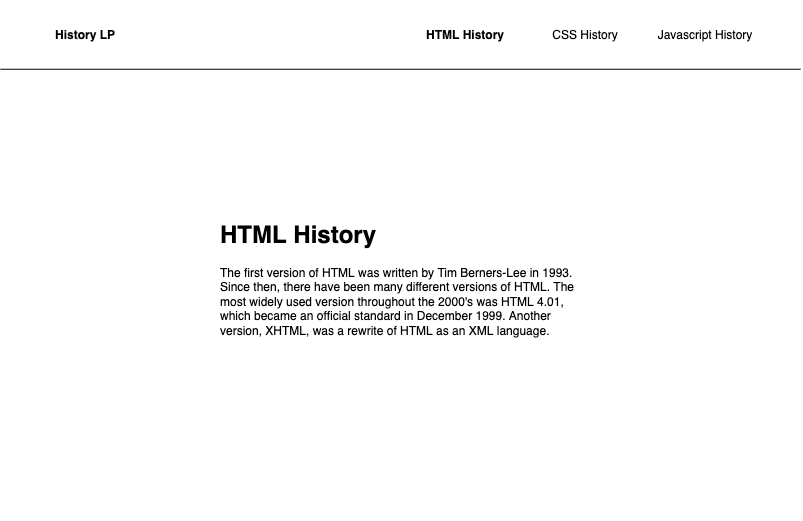 History LP
HTML History
CSS History
Javascript History
HTML History
The first version of HTML was written by Tim Berners-Lee in 1993.
Since then, there have been many different versions of HTML. The
most widely used version throughout the 2000's was HTML 4.01,
which became an official standard in December 1999. Another
version, XHTML, was a rewrite of HTML as an XML language.